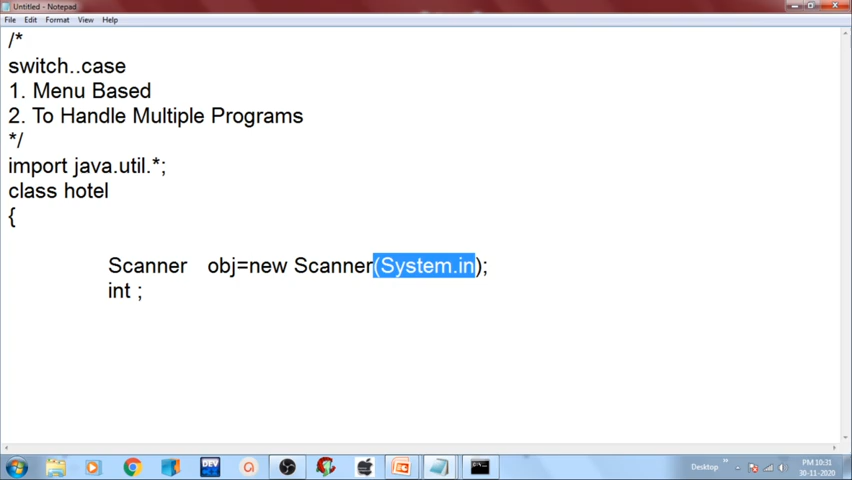 Untitled - Notepad
File Edit Format View Help
/*
switch..case
1. Menu Based
2. To Handle Multiple Programs
*/
import java.util.*;
class hotel
{
Scanner obj=new Scanner(System.in);
int ;
DEV
Desktop
PM 10:31
30-11-2020